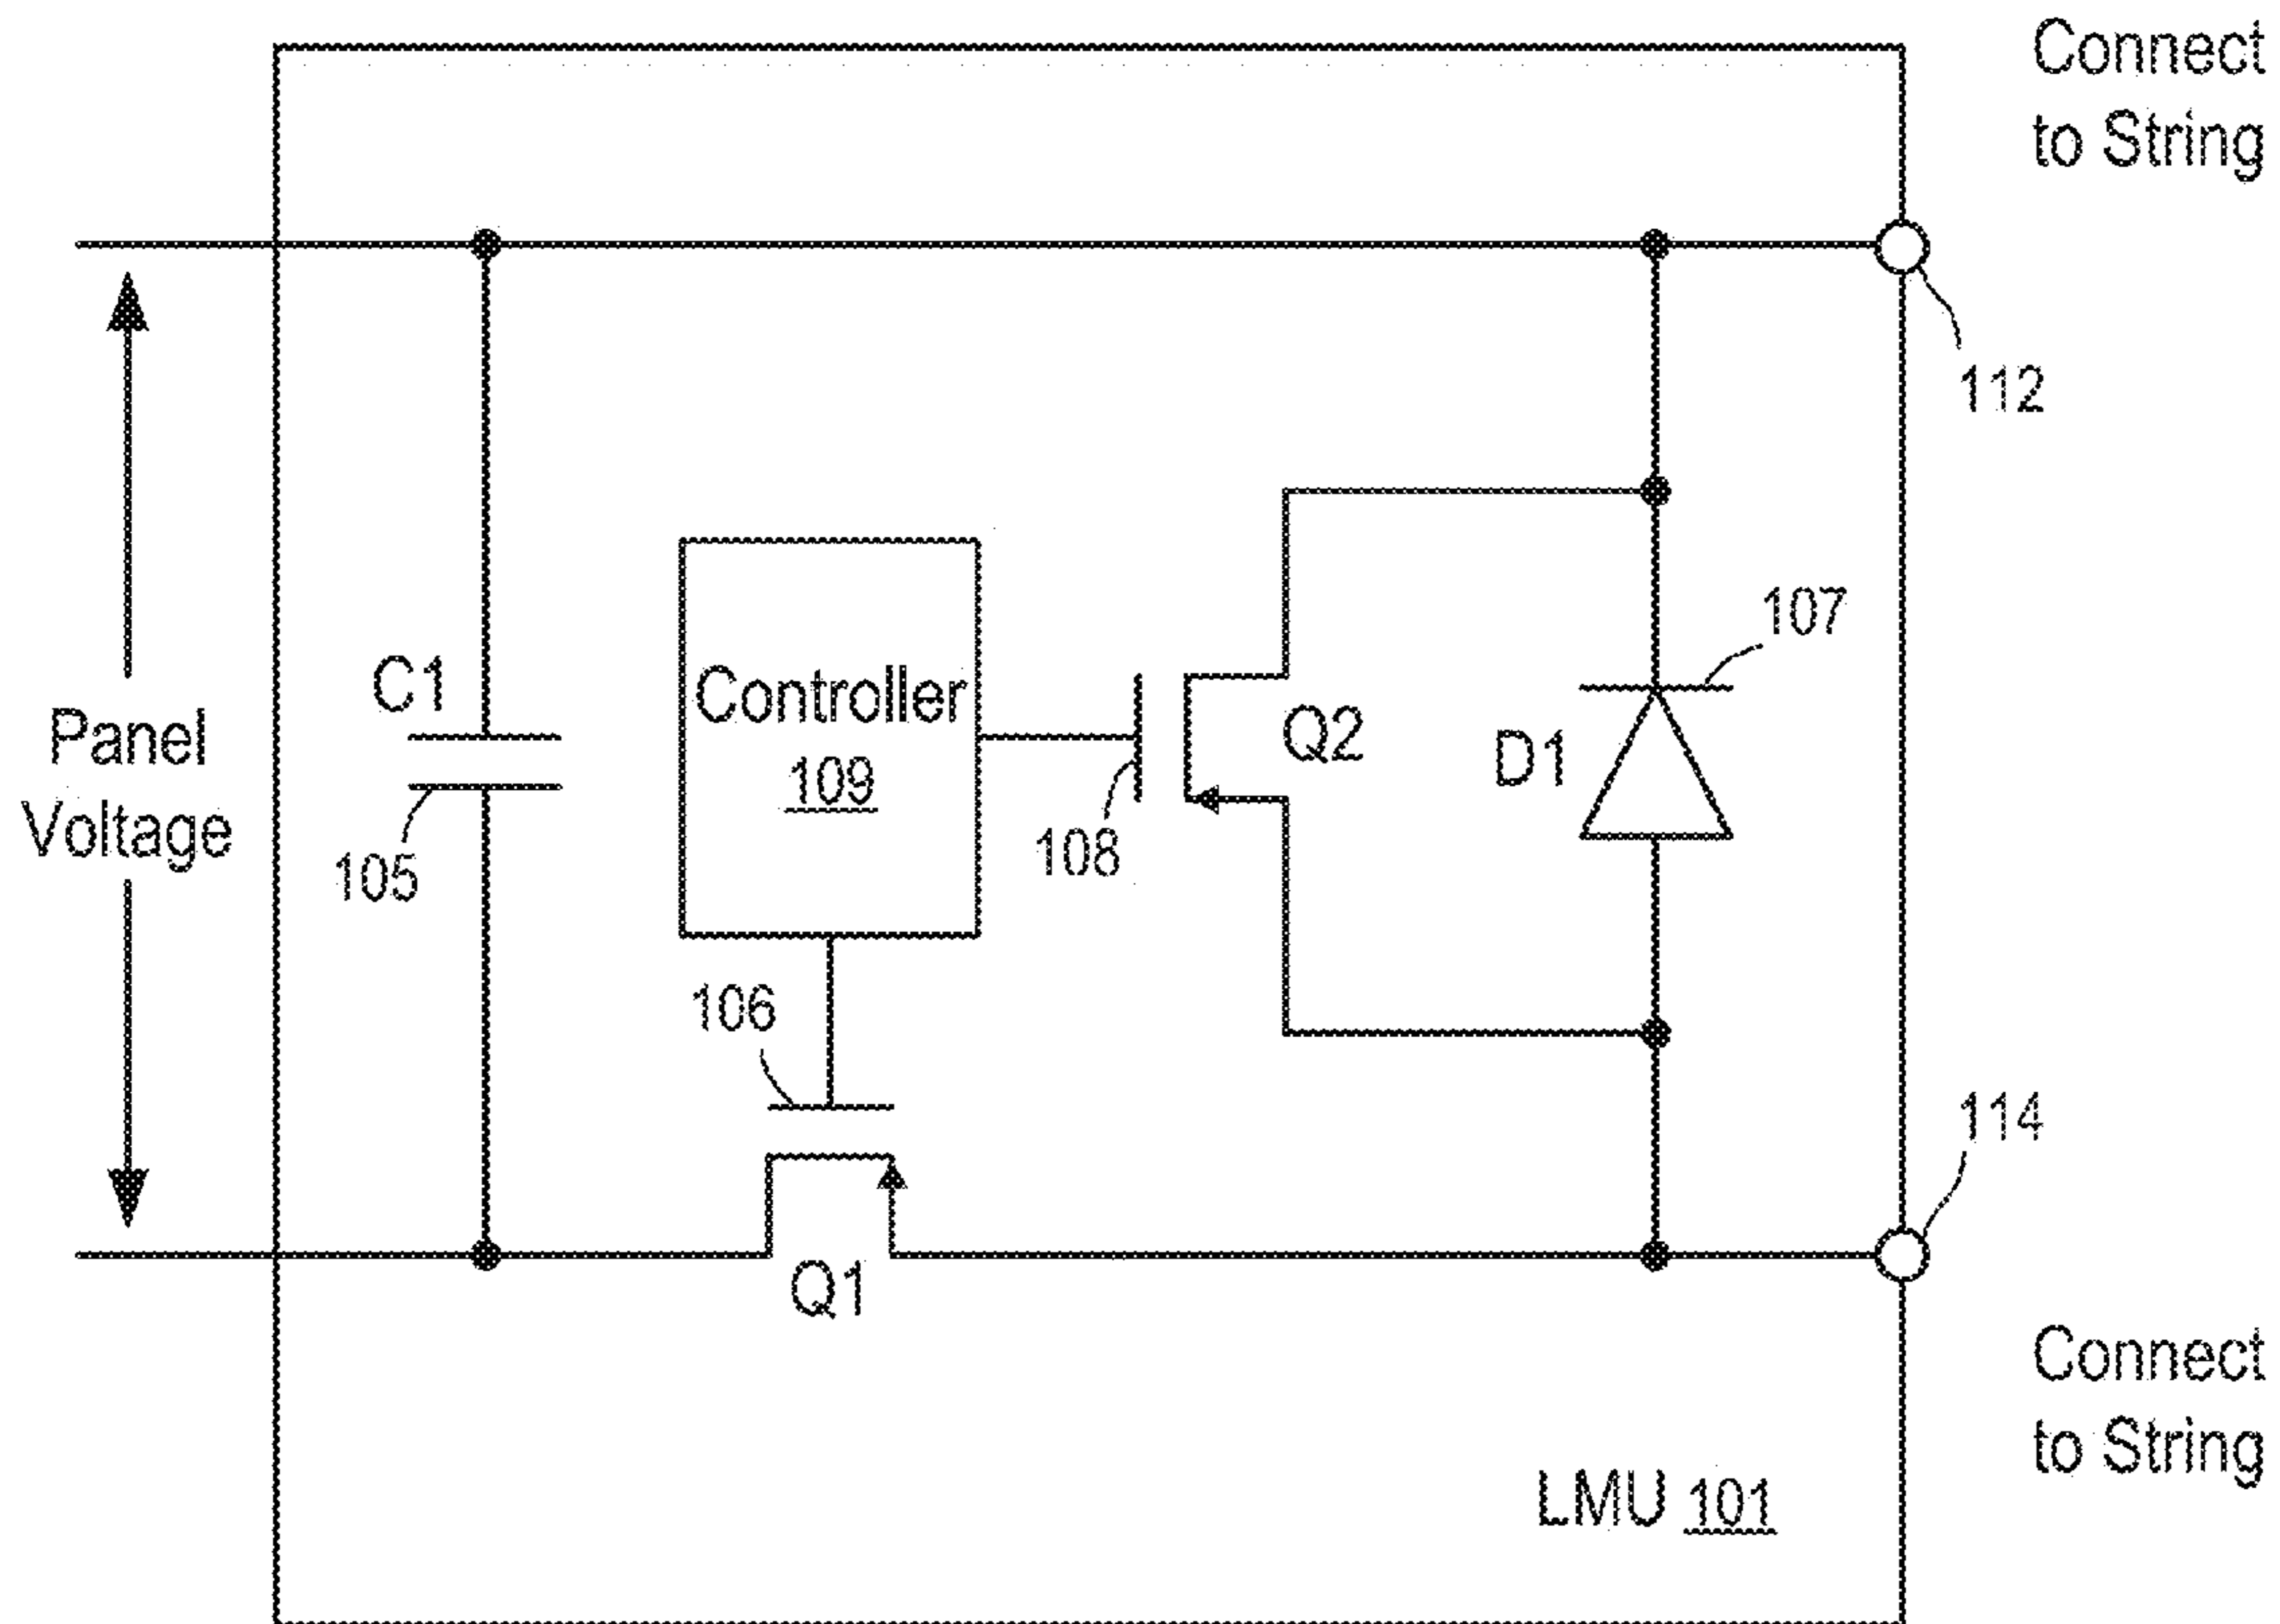 Connect
to String
112
107
C1
Controller
109
Q2
D1
Panel
Voltage
105
108
106
114
Q1
Connect
to String
LMU 101